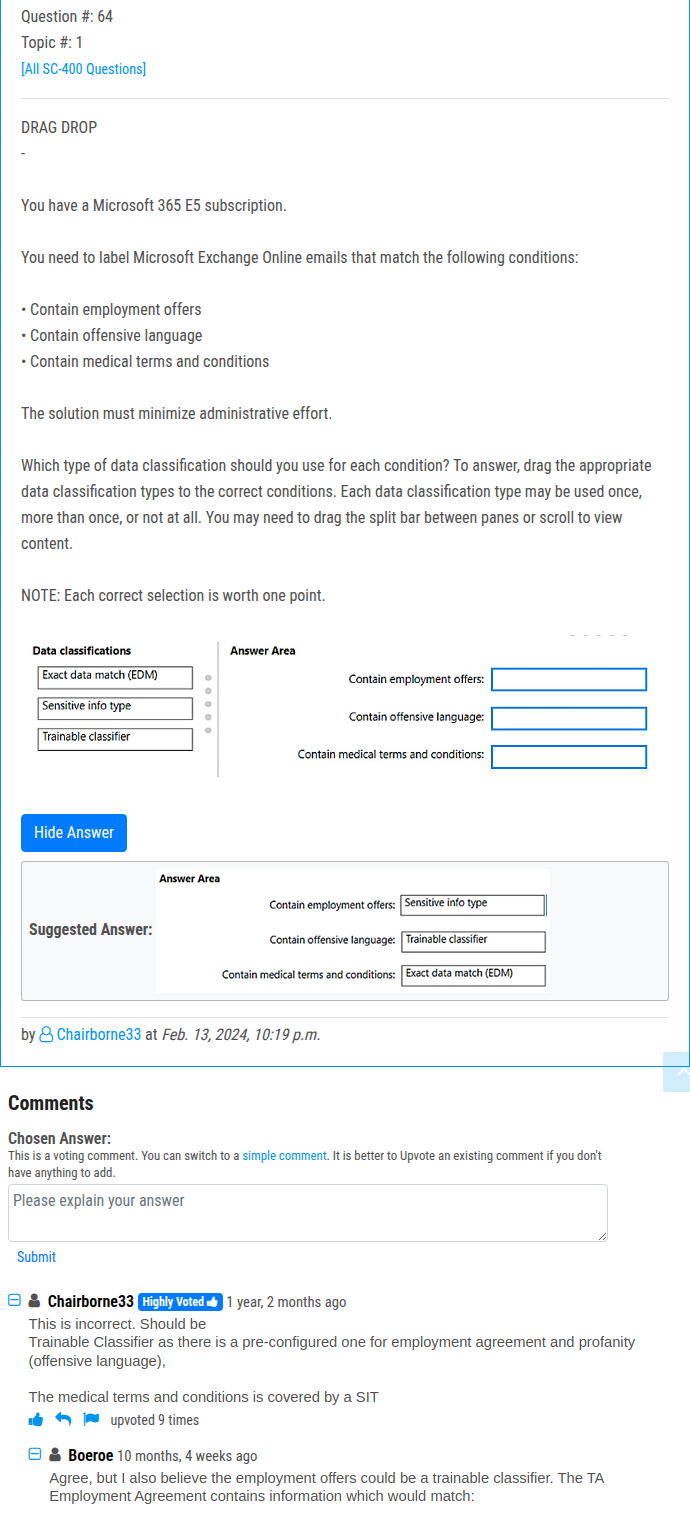 Question #: 64
Topic #: 1
[All SC-400 Questions]
DRAG DROP
-
You have a Microsoft 365 E5 subscription.
You need to label Microsoft Exchange Online emails that match the following conditions:
• Contain employment offers
• Contain offensive language
• Contain medical terms and conditions
The solution must minimize administrative effort.
Which type of data classification should you use for each condition? To answer, drag the appropriate
data classification types to the correct conditions. Each data classification type may be used once,
more than once, or not at all. You may need to drag the split bar between panes or scroll to view
content.
NOTE: Each correct selection is worth one point.
Data classifications
Exact data match (EDM)
Sensitive info type
Trainable classifier
Answer Area
Contain employment offers:
Contain offensive language:
Contain medical terms and conditions:
Hide Answer
Suggested Answer:
Answer Area
Contain employment offers: Sensitive info type
Contain offensive language: Trainable classifier
Contain medical terms and conditions: Exact data match (EDM)
by Chairborne33 at Feb. 13, 2024, 10:19 p.m.
Comments
Chosen Answer:
This is a voting comment. You can switch to a simple comment. It is better to Upvote an existing comment if you don't
have anything to add.
Please explain your answer
Submit
Chairborne33 Highly Voted 1 year, 2 months ago
This is incorrect. Should be
Trainable Classifier as there is a pre-configured one for employment agreement and profanity
(offensive language),
The medical terms and conditions is covered by a SIT
upvoted 9 times
Boeroe 10 months, 4 weeks ago
Agree, but I also believe the employment offers could be a trainable classifier. The TA
Employment Agreement contains information which would match: